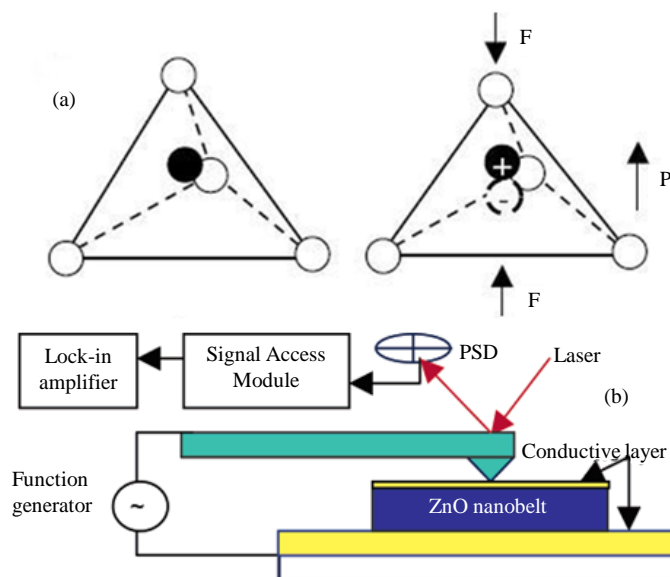 F
(a)
+
-
P
F
Lock-in
amplifier
Signal Access
Module
PSD
Laser
(b)
Conductive layer
Function
generator
~
ZnO nanobelt